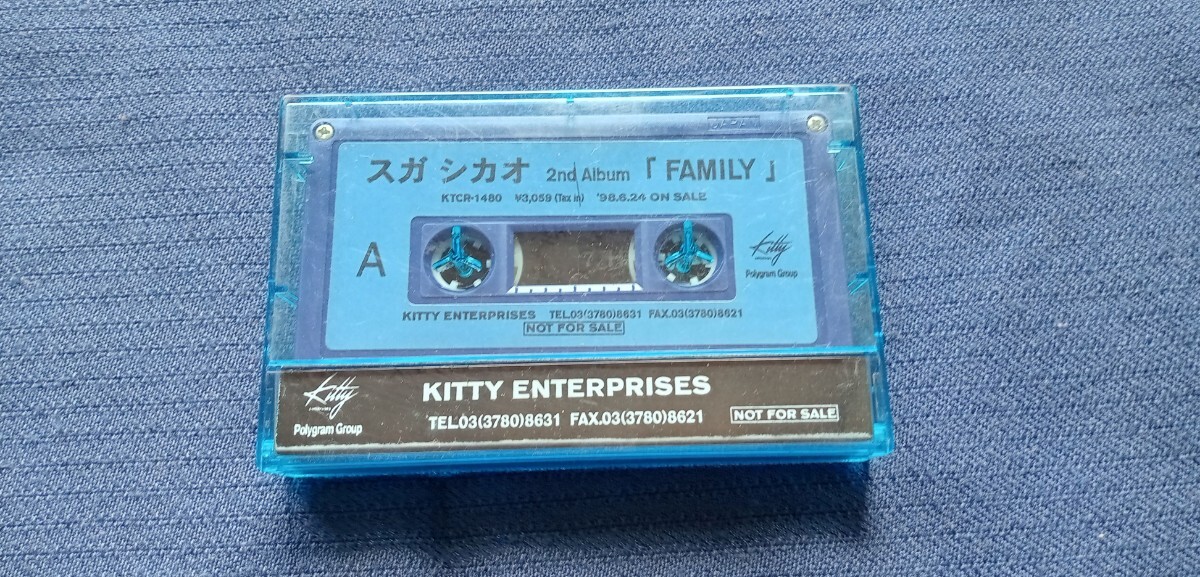 スガ シカオ 2nd Album 「 FAMILY 」
KTCR-1480 ¥3,059 (Tax in) '98.6.24 ON SALE
A
Kitty
Polygram Group
KITTY ENTERPRISES TEL.03(3780)8631 FAX.03(3780)8621
NOT FOR SALE
Kitty
Polygram Group
KITTY ENTERPRISES
TEL.03(3780)8631 FAX.03(3780)8621
NOT FOR SALE